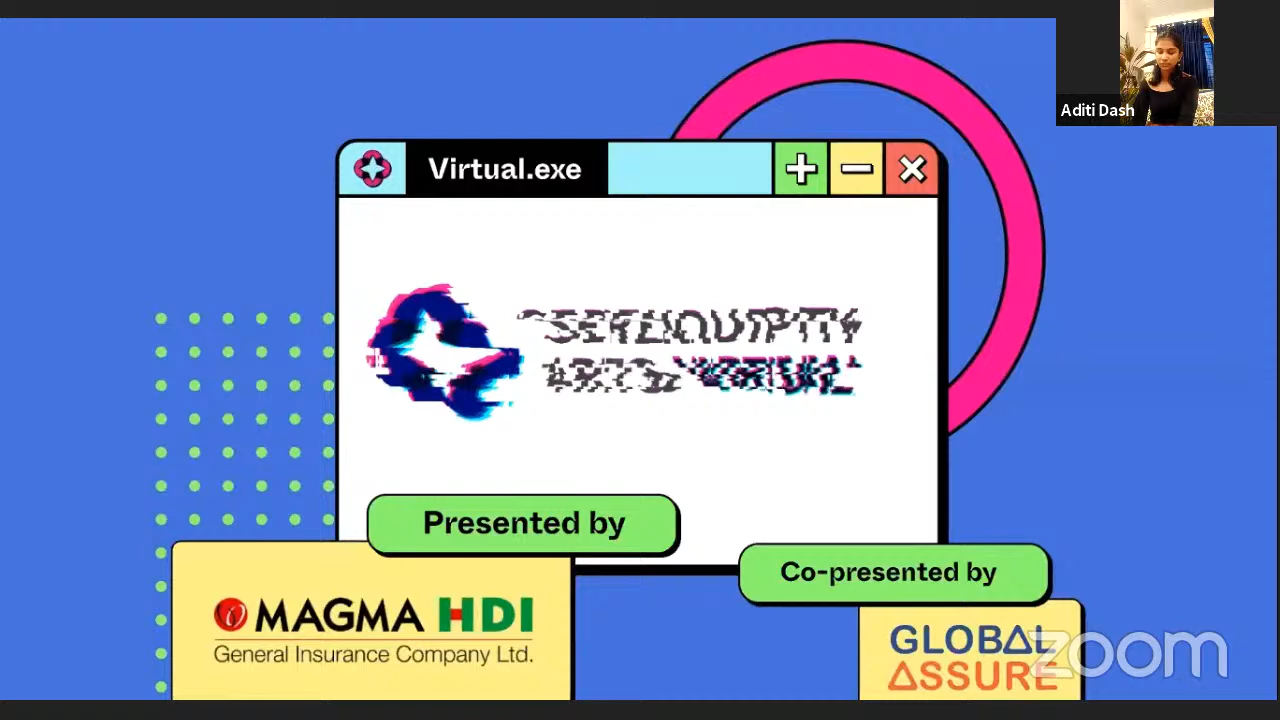 Aditi Dash
Virtual.exe
Presented by
Co-presented by
MAGMA HDI
General Insurance Company Ltd.
GLOBAL
ASSURE
zoom